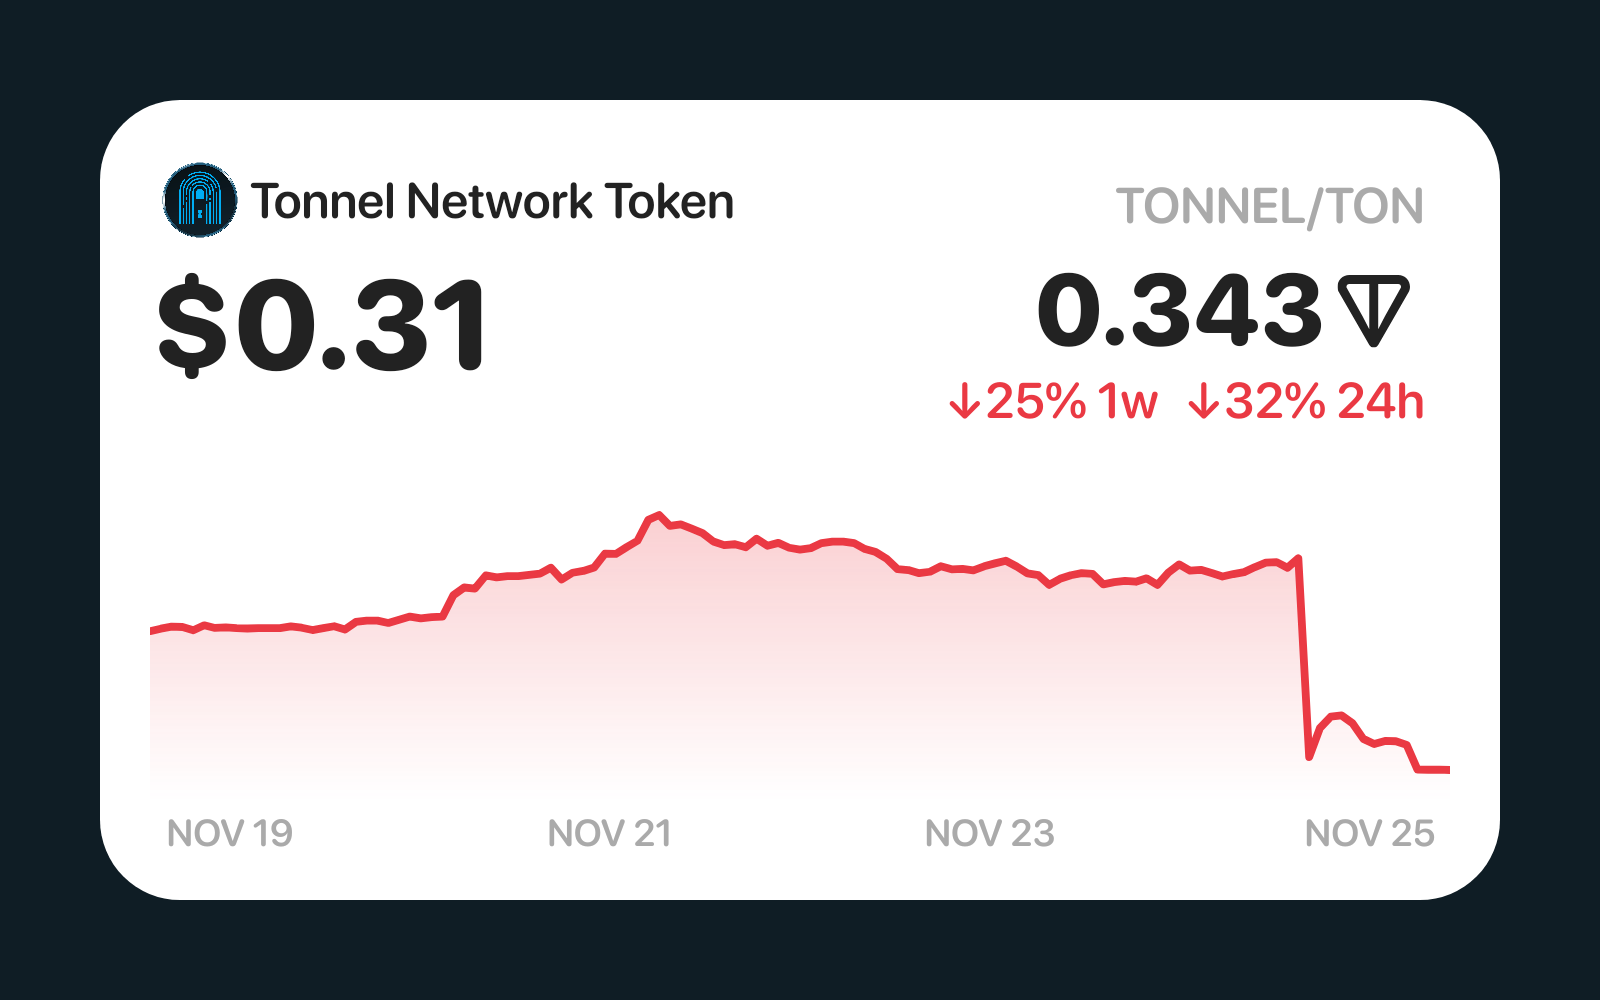 Tonnel Network Token
TONNEL/TON
$0.31
0.343
↓25% 1w ↓32% 24h
NOV 19
NOV 21
NOV 23
NOV 25